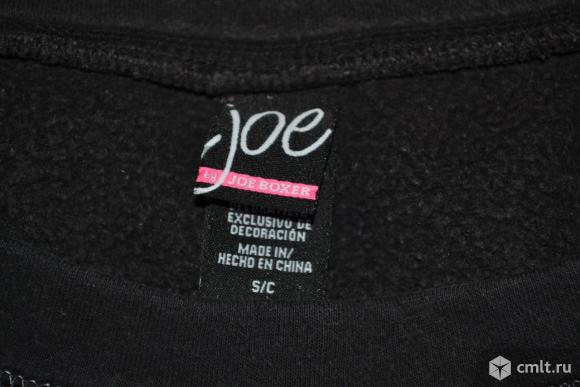 Joe
by JOE BOXER
EXCLUSIVO DE
DECORACIÓN
MADE IN/
HECHO EN CHINA
S/C
cmlt.ru